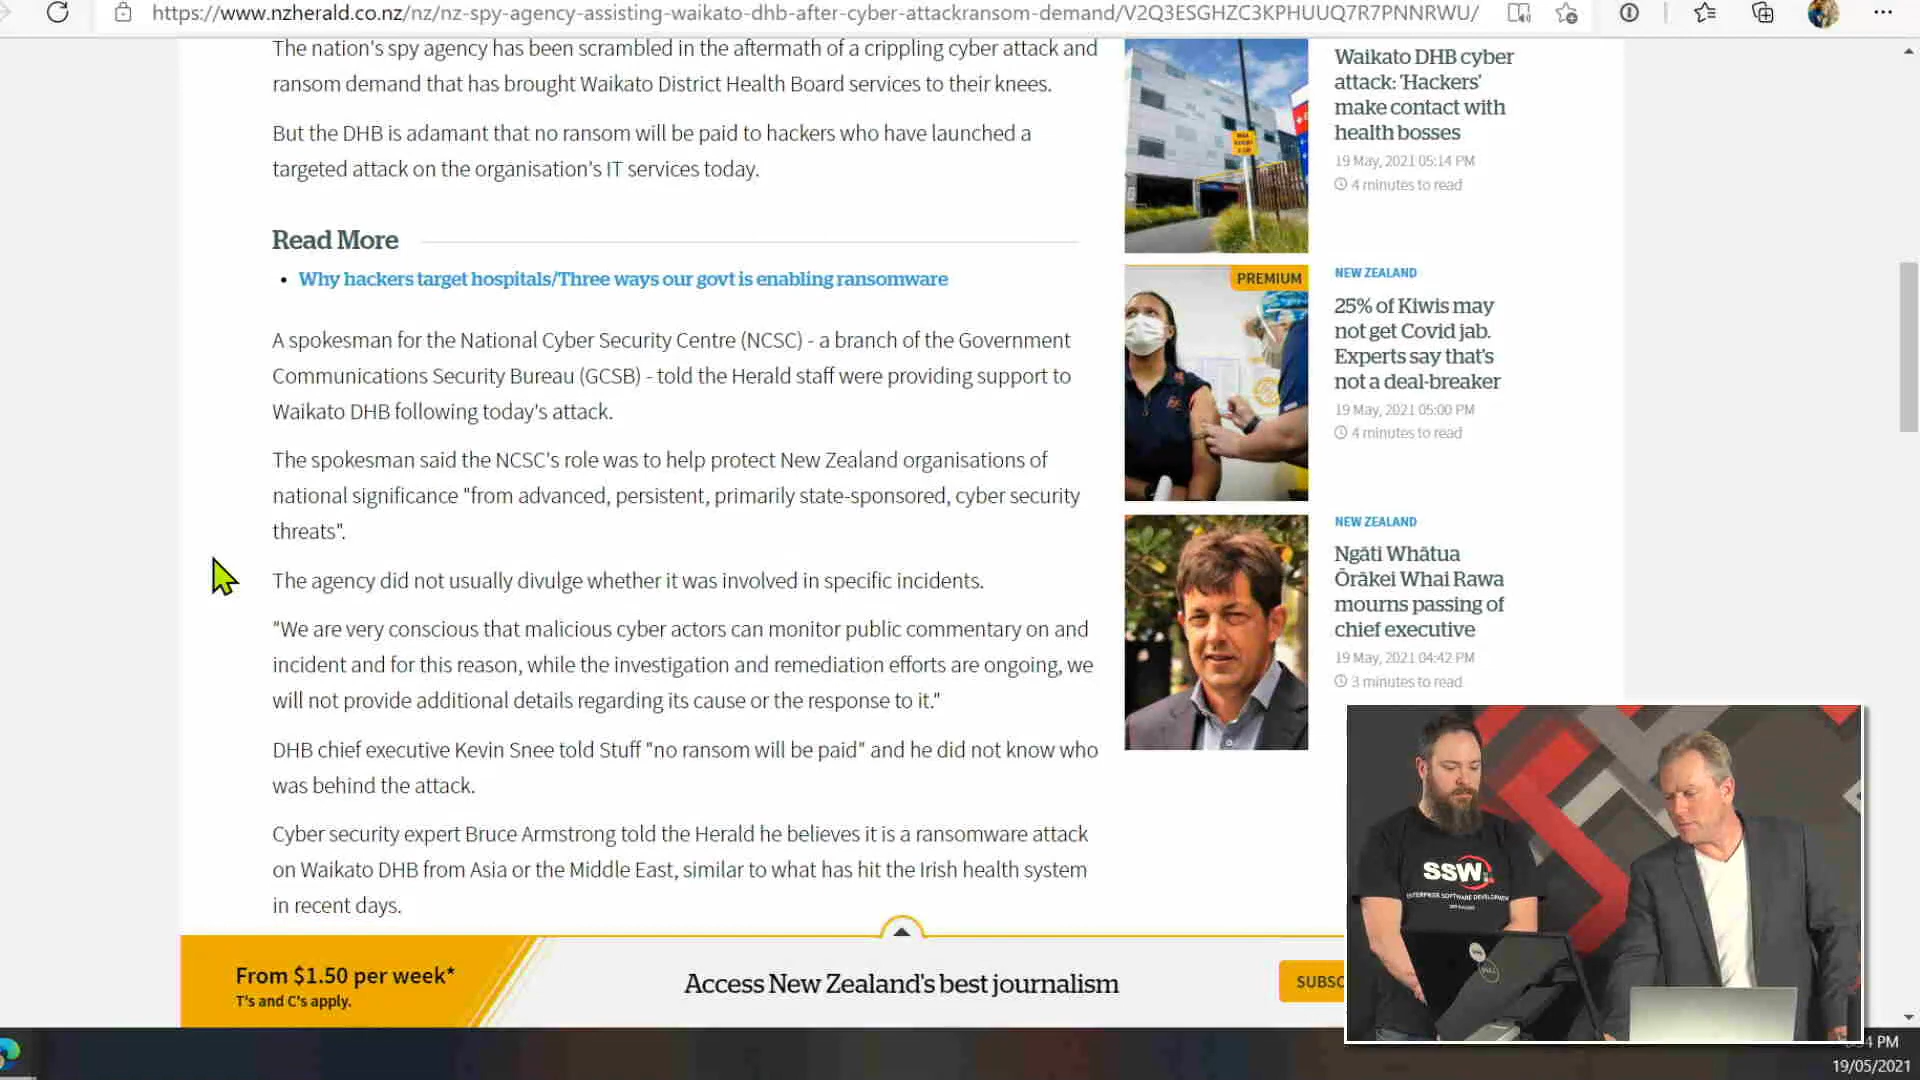 https://www.nzherald.co.nz/nz/nz-spy-agency-assisting-waikato-dhb-after-cyber-attackransom-demand/V2Q3ESGHZC3KPHUUQ7R7PNNRWU/
The nation's spy agency has been scrambled in the aftermath of a crippling cyber attack and
ransom demand that has brought Waikato District Health Board services to their knees.
But the DHB is adamant that no ransom will be paid to hackers who have launched a
targeted attack on the organisation's IT services today.
Read More
• Why hackers target hospitals/Three ways our govt is enabling ransomware
A spokesman for the National Cyber Security Centre (NCSC) - a branch of the Government
Communications Security Bureau (GCSB) - told the Herald staff were providing support to
Waikato DHB following today's attack.
The spokesman said the NCSC's role was to help protect New Zealand organisations of
national significance "from advanced, persistent, primarily state-sponsored, cyber security
threats".
The agency did not usually divulge whether it was involved in specific incidents.
"We are very conscious that malicious cyber actors can monitor public commentary on and
incident and for this reason, while the investigation and remediation efforts are ongoing, we
will not provide additional details regarding its cause or the response to it."
DHB chief executive Kevin Snee told Stuff "no ransom will be paid" and he did not know who
was behind the attack.
Cyber security expert Bruce Armstrong told the Herald he believes it is a ransomware attack
on Waikato DHB from Asia or the Middle East, similar to what has hit the Irish health system
in recent days.
Waikato DHB cyber
attack: 'Hackers'
make contact with
health bosses
19 May, 2021 05:14 PM
4 minutes to read
PREMIUM
NEW ZEALAND
25% of Kiwis may
not get Covid jab.
Experts say that's
not a deal-breaker
19 May, 2021 05:00 PM
4 minutes to read
NEW ZEALAND
Ngāti Whātua
Ōrākei Whai Rawa
mourns passing of
chief executive
19 May, 2021 04:42 PM
3 minutes to read
From $1.50 per week*
T's and C's apply.
Access New Zealand's best journalism
SUBSC
SSW
ENTERPRISE SOFTWARE DEVELOPMENT
DELL
PM
19/05/2021